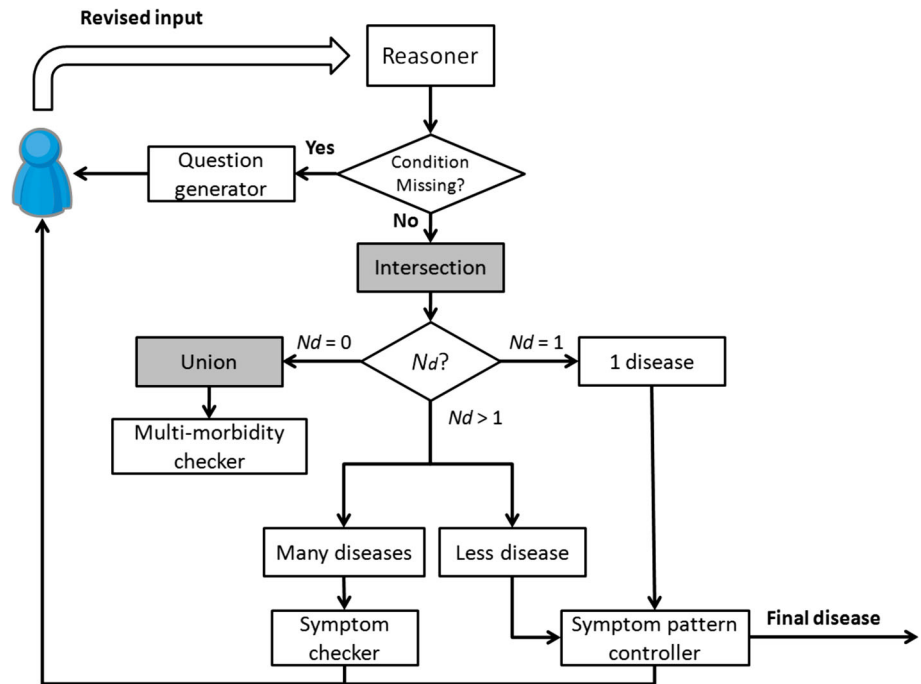 Revised input
Reasoner
Condition
Missing?
Yes
Question
generator
No
Intersection
Nd?
Nd = 0
Nd = 1
Union
1 disease
Multi-morbidity
checker
Nd > 1
Many diseases
Less disease
Symptom
checker
Symptom pattern
controller
Final disease